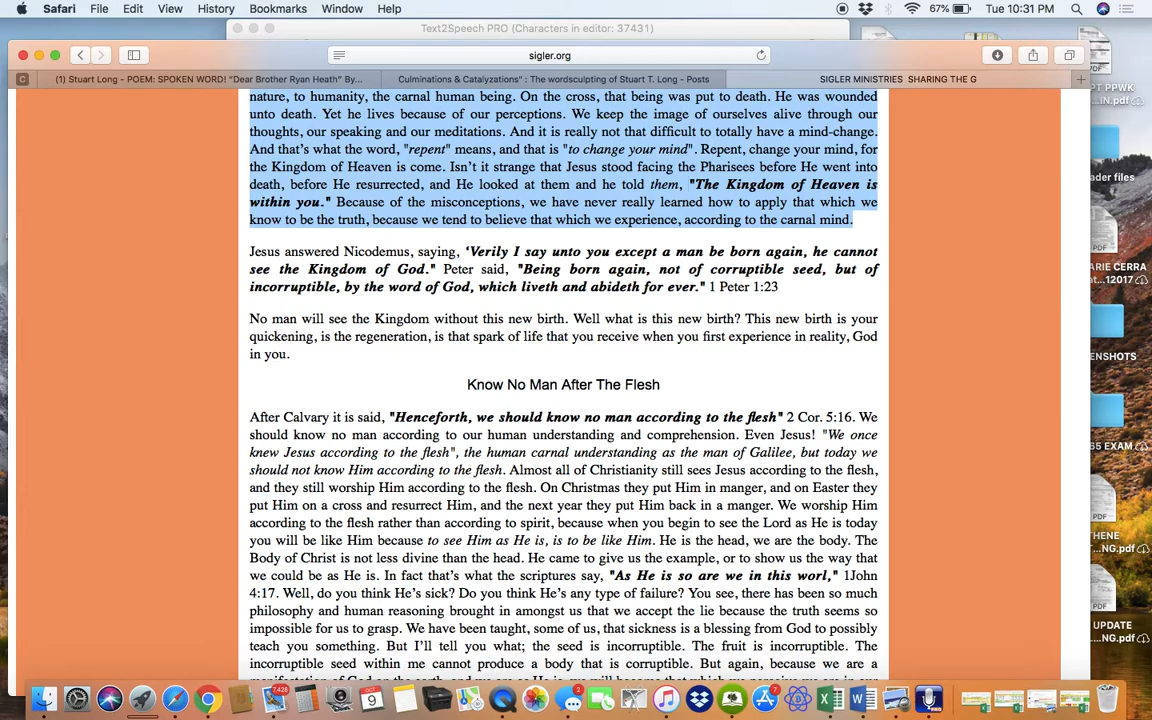 Safari File Edit View History Bookmarks Window Help 67% Tue 10:31 PM
Text2Speech PRO (Characters in editor: 37431)
sigler.org
(1) Stuart Long - POEM: SPOKEN WORD! “Dear Brother Ryan Heath” By... Culminations & Catalyzations” : The wordsculpting of Stuart T. Long - Posts SIGLER MINISTRIES SHARING THE G
nature, to humanity, the carnal human being. On the cross, that being was put to death. He was wounded
unto death. Yet he lives because of our perceptions. We keep the image of ourselves alive through our
thoughts, our speaking and our meditations. And it is really not that difficult to totally have a mind-change.
And that’s what the word, "repent" means, and that is "to change your mind". Repent, change your mind, for
the Kingdom of Heaven is come. Isn’t it strange that Jesus stood facing the Pharisees before He went into
death, before He resurrected, and He looked at them and he told them, "The Kingdom of Heaven is
within you." Because of the misconceptions, we have never really learned how to apply that which we
know to be the truth, because we tend to believe that which we experience, according to the carnal mind.
Jesus answered Nicodemus, saying, ‘Verily I say unto you except a man be born again, he cannot
see the Kingdom of God." Peter said, "Being born again, not of corruptible seed, but of
incorruptible, by the word of God, which liveth and abideth for ever." 1 Peter 1:23
No man will see the Kingdom without this new birth. Well what is this new birth? This new birth is your
quickening, is the regeneration, is that spark of life that you receive when you first experience in reality, God
in you.
Know No Man After The Flesh
After Calvary it is said, "Henceforth, we should know no man according to the flesh" 2 Cor. 5:16. We
should know no man according to our human understanding and comprehension. Even Jesus! "We once
knew Jesus according to the flesh", the human carnal understanding as the man of Galilee, but today we
should not know Him according to the flesh. Almost all of Christianity still sees Jesus according to the flesh,
and they still worship Him according to the flesh. On Christmas they put Him in manger, and on Easter they
put Him on a cross and resurrect Him, and the next year they put Him back in a manger. We worship Him
according to the flesh rather than according to spirit, because when you begin to see the Lord as He is today
you will be like Him because to see Him as He is, is to be like Him. He is the head, we are the body. The
Body of Christ is not less divine than the head. He came to give us the example, or to show us the way that
we could be as He is. In fact that’s what the scriptures say, "As He is so are we in this worl," 1John
4:17. Well, do you think He’s sick? Do you think He’s any type of failure? You see, there has been so much
philosophy and human reasoning brought in amongst us that we accept the lie because the truth seems so
impossible for us to grasp. We have been taught, some of us, that sickness is a blessing from God to possibly
teach you something. But I’ll tell you what; the seed is incorruptible. The fruit is incorruptible. The
incorruptible seed within me cannot produce a body that is corruptible. But again, because we are a
PT PPWK
IN.pdf
ader files
PDF
ARIE CERRA
12017
ENSHOTS
65 EXAM
PDF
HENE
NG.pdf
PDF
UPDATE
NG.pdf
7,428
OCT
9
2
7